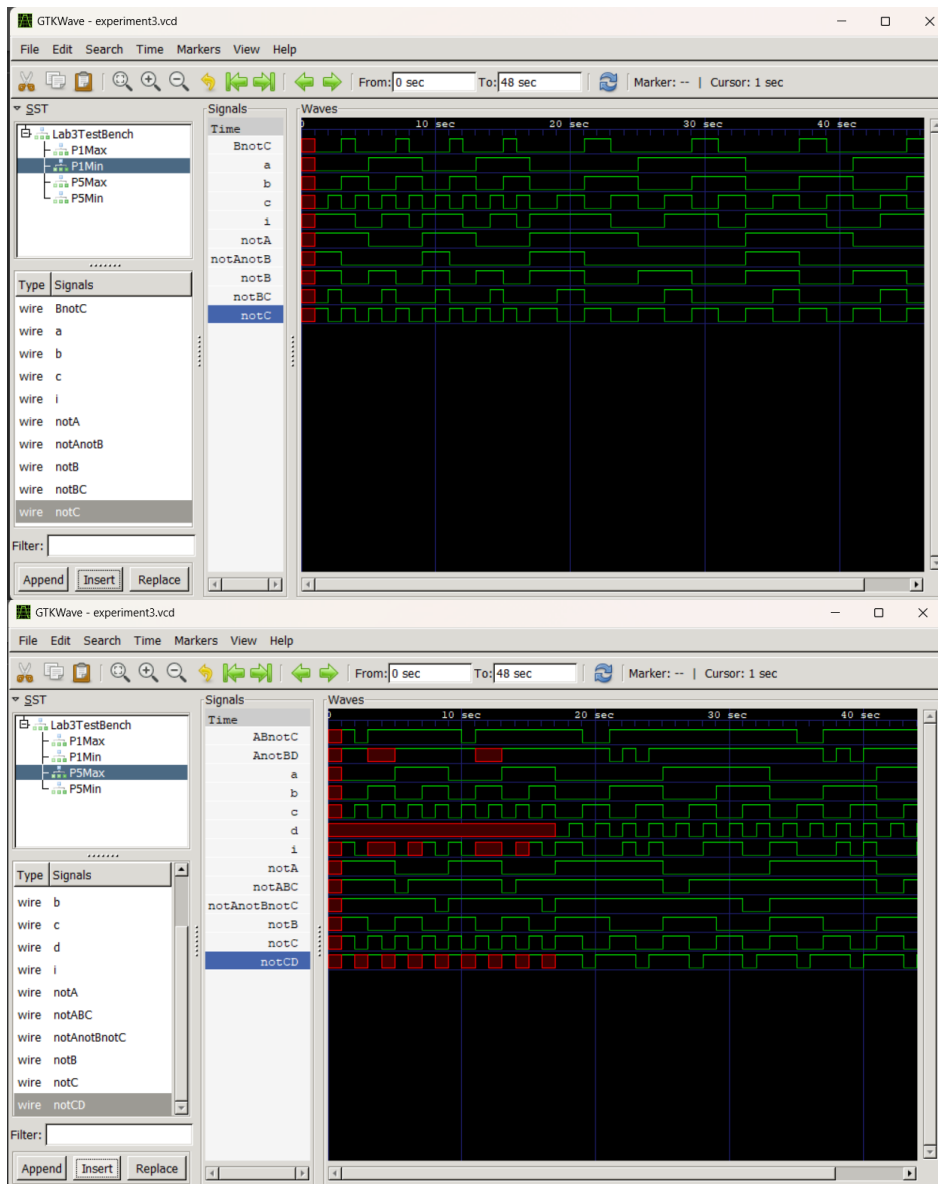 GTKWave - experiment3.vcd
File Edit Search Time Markers View Help
From: 0 sec To: 48 sec Marker: -- | Cursor: 1 sec
SST
Lab3TestBench
P1Max
P1Min
P5Max
P5Min
Type Signals
wire BnotC
wire a
wire b
wire c
wire i
wire notA
wire notAnotB
wire notB
wire notBC
wire notC
Filter:
Append Insert Replace
Signals
Time
BnotC
a
b
c
i
notA
notAnotB
notB
notBC
notC
Waves
10 sec 20 sec 30 sec 40 sec
GTKWave - experiment3.vcd
File Edit Search Time Markers View Help
From: 0 sec To: 48 sec Marker: -- | Cursor: 1 sec
SST
Lab3TestBench
P1Max
P1Min
P5Max
P5Min
Type Signals
wire b
wire c
wire d
wire i
wire notA
wire notABC
wire notAnotBnotC
wire notB
wire notC
wire notCD
Filter:
Append Insert Replace
Signals
Time
ABnotC
AnotBD
a
b
c
d
i
notA
notABC
notAnotBnotC
notB
notC
notCD
Waves
10 sec 20 sec 30 sec 40 sec